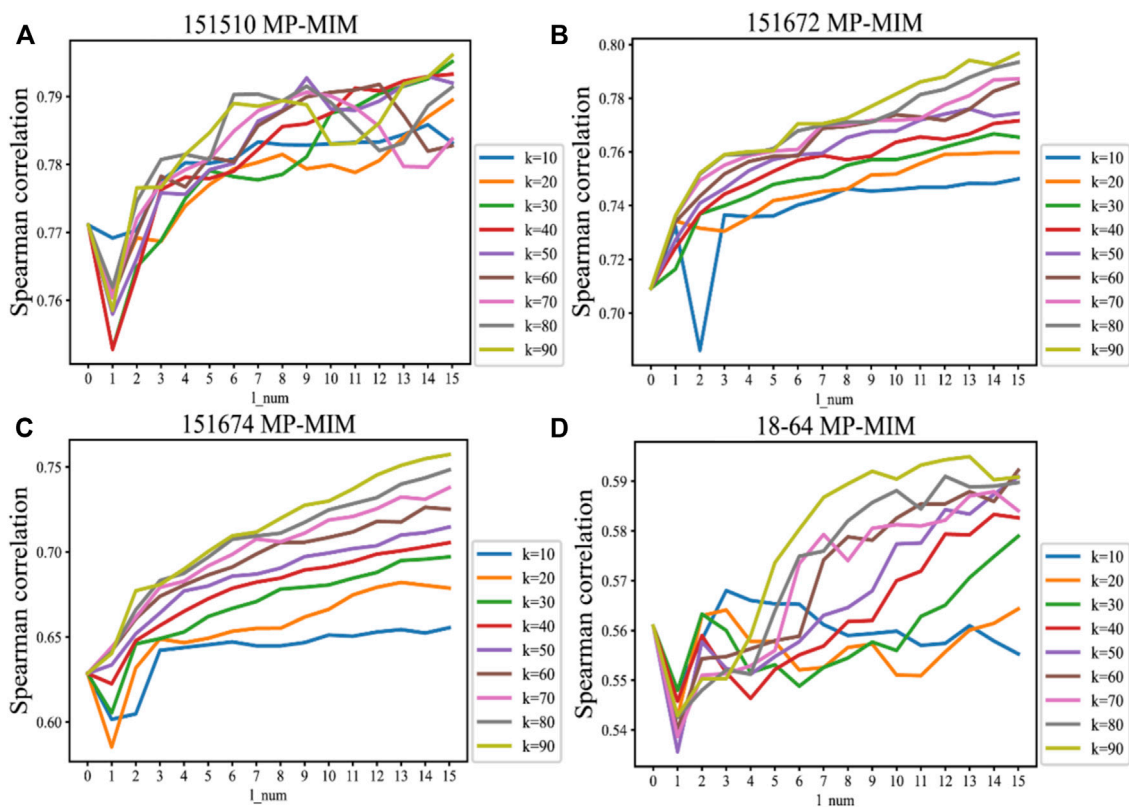 A
151510 MP-MIM
Spearman correlation
0.79
0.78
0.77
0.76
0 1 2 3 4 5 6 7 8 9 10 11 12 13 14 15
l_num
k=10
k=20
k=30
k=40
k=50
k=60
k=70
k=80
k=90
B
151672 MP-MIM
Spearman correlation
0.80
0.78
0.76
0.74
0.72
0.70
0 1 2 3 4 5 6 7 8 9 10 11 12 13 14 15
l_num
k=10
k=20
k=30
k=40
k=50
k=60
k=70
k=80
k=90
C
151674 MP-MIM
Spearman correlation
0.75
0.70
0.65
0.60
0 1 2 3 4 5 6 7 8 9 10 11 12 13 14 15
l_num
k=10
k=20
k=30
k=40
k=50
k=60
k=70
k=80
k=90
D
18-64 MP-MIM
Spearman correlation
0.59
0.58
0.57
0.56
0.55
0.54
0 1 2 3 4 5 6 7 8 9 10 11 12 13 14 15
l_num
k=10
k=20
k=30
k=40
k=50
k=60
k=70
k=80
k=90